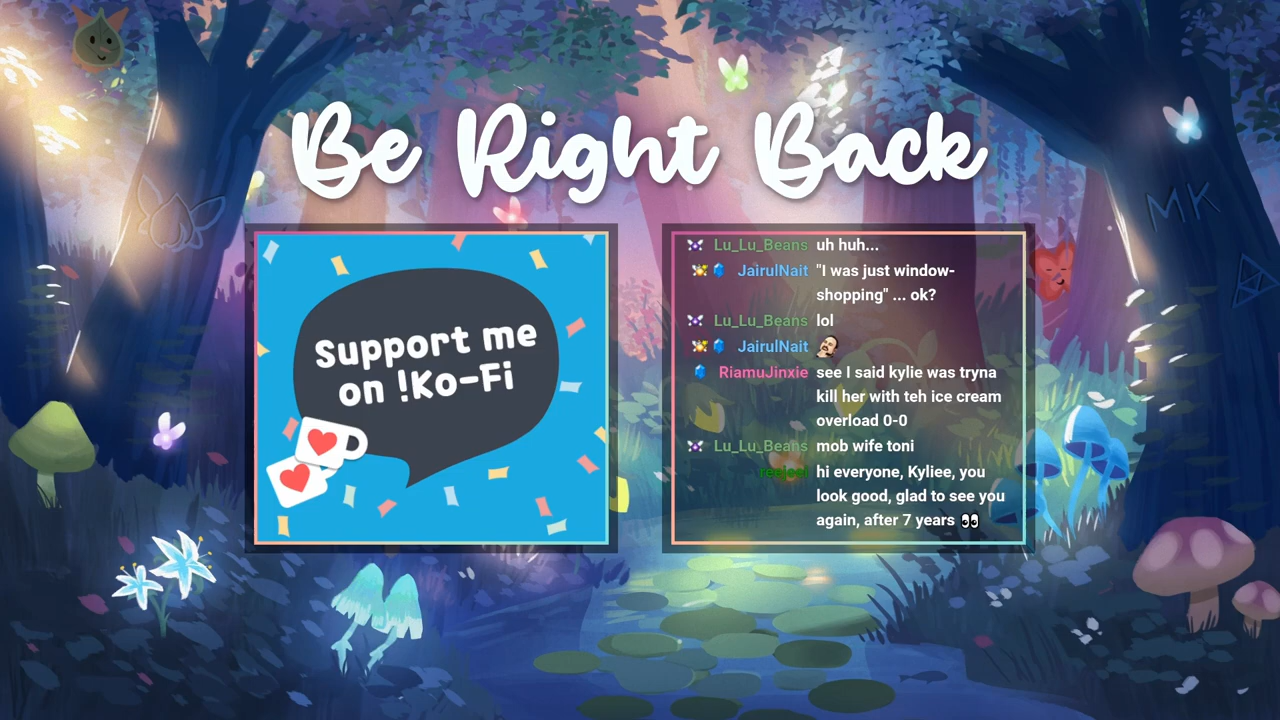 Be Right Back
MK
Support me
on !Ko-Fi
Lu_Lu_Beans uh huh...
JairulNait "I was just window-
shopping" ... ok?
Lu_Lu_Beans lol
JairulNait
RiamuJinxie see I said kylie was tryna
kill her with teh ice cream
overload 0-0
Lu_Lu_Beans mob wife toni
hi everyone, Kyliee, you
look good, glad to see you
again, after 7 years 👀